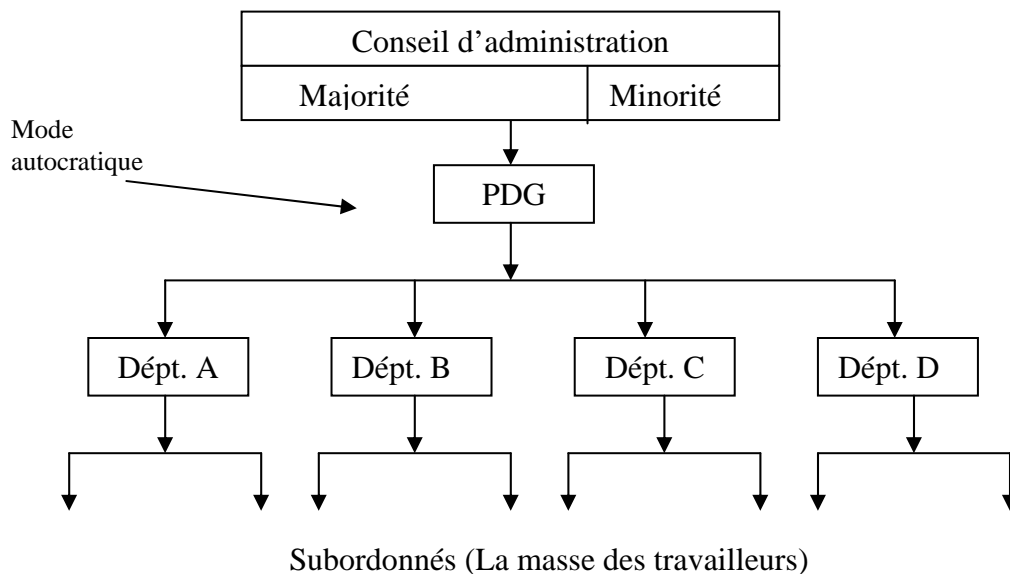 Conseil d’administration
Majorité Minorité
Mode
autocratique
PDG
Dépt. A Dépt. B Dépt. C Dépt. D
Subordonnés (La masse des travailleurs)